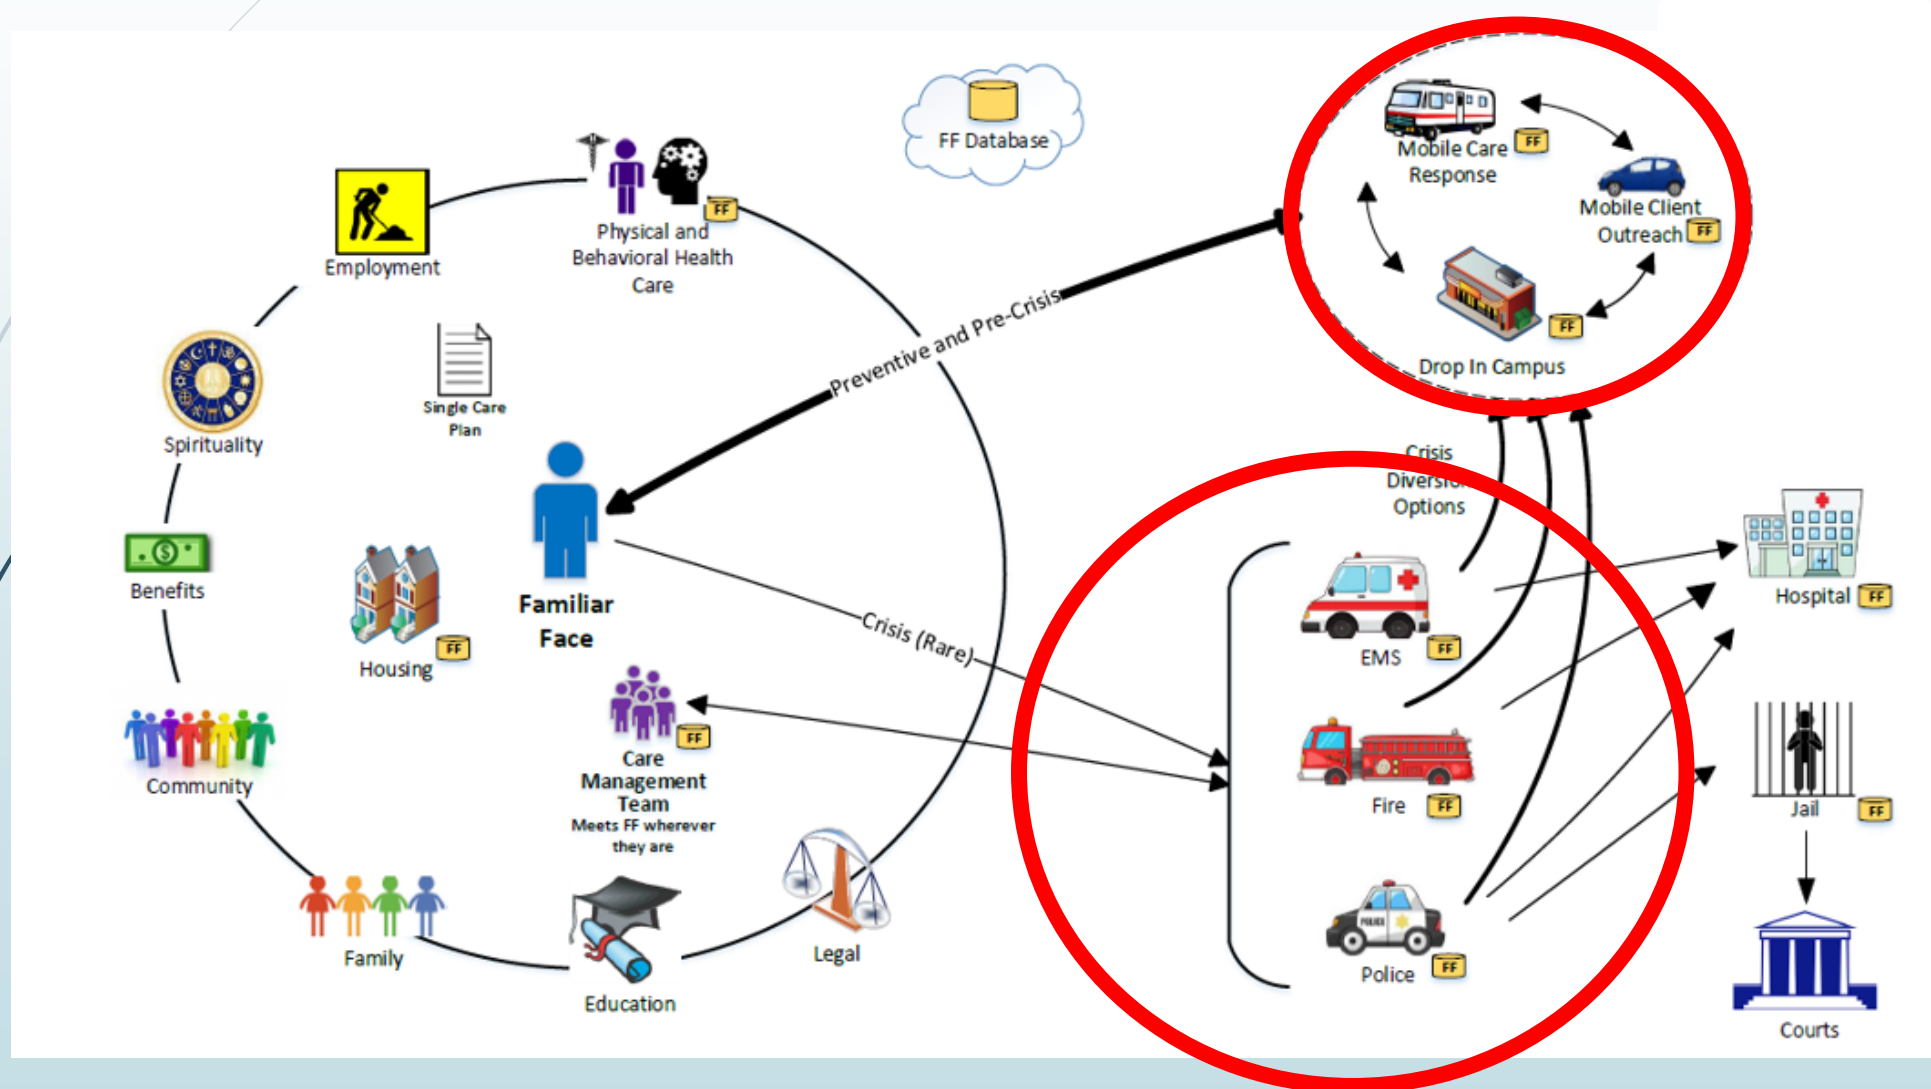 FF Database
Mobile Care
Response
FF
Mobile Client
Outreach
FF
Drop In Campus
FF
Preventive and Pre-Crisis
Physical and
Behavioral Health
Care
FF
Employment
Spirituality
Single Care
Plan
Benefits
Housing
FF
Familiar
Face
Community
Care
Management
Team
Meets FF wherever
they are
FF
Family
Education
Legal
Crisis (Rare)
Crisis
Diversion
Options
EMS
FF
Fire
FF
POLICE
Police
FF
Hospital
FF
Jail
FF
Courts